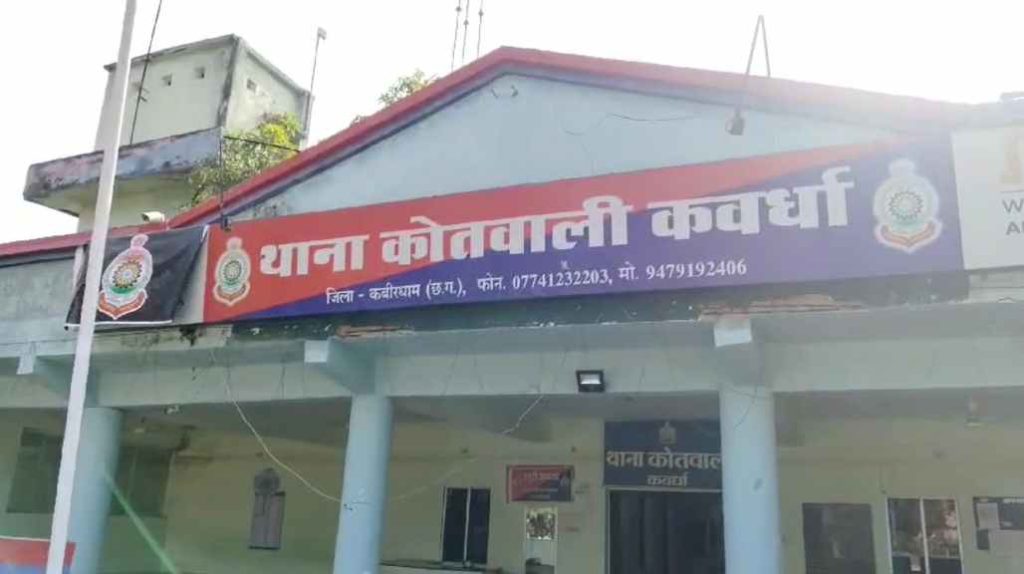 थाना कोतवाली कवर्धा
जिला - कबीरधाम (छ.ग.), फोन. 07741232203, मो. 9479192406
थाना कोतवाल
कवर्धा